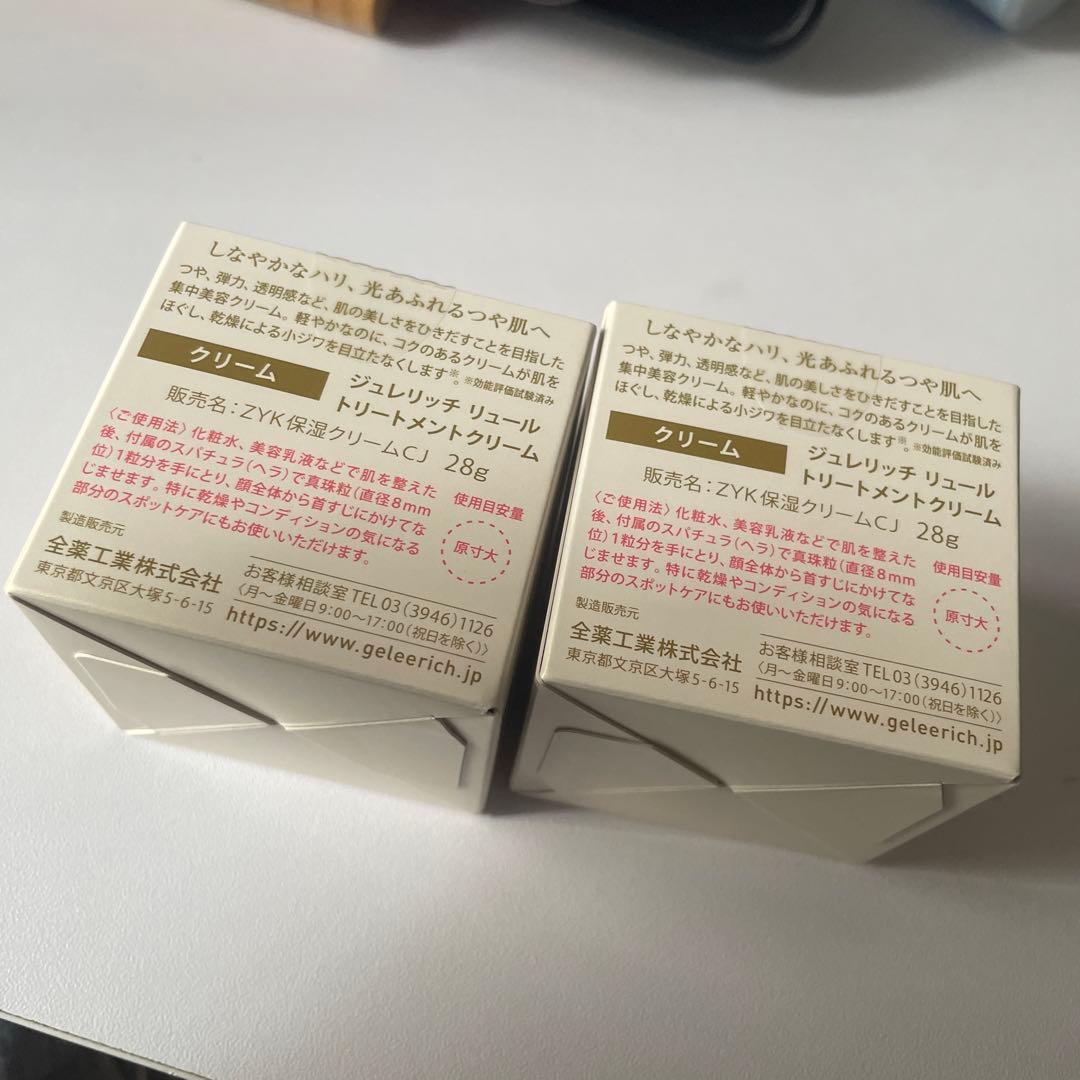 しなやかなハリ、光あふれるつや肌へ
つや、弾力、透明感など、肌の美しさをひきだすことを目指した
集中美容クリーム。軽やかなのに、コクのあるクリームが肌を
ほぐし、乾燥による小ジワを目立たなくします※。※効能評価試験済み
クリーム
ジュレリッチ リュール
トリートメントクリーム
販売名:ZYK保湿クリームCJ 28g
〈ご使用法〉化粧水、美容乳液などで肌を整えた
後、付属のスパチュラ(ヘラ)で真珠粒(直径8mm
位)1粒分を手にとり、顔全体から首すじにかけてな
じませます。特に乾燥やコンディションの気になる
部分のスポットケアにもお使いいただけます。
使用目安量
原寸大
製造販売元
全薬工業株式会社
東京都文京区大塚5-6-15
お客様相談室 TEL 03(3946)1126
〈月〜金曜日9:00〜17:00(祝日を除く)〉
https://www.geleerich.jp
しなやかなハリ、光あふれるつや肌へ
つや、弾力、透明感など、肌の美しさをひきだすことを目指した
集中美容クリーム。軽やかなのに、コクのあるクリームが肌を
ほぐし、乾燥による小ジワを目立たなくします※。※効能評価試験済み
クリーム
ジュレリッチ リュール
トリートメントクリーム
販売名:ZYK保湿クリームCJ 28g
〈ご使用法〉化粧水、美容乳液などで肌を整えた
後、付属のスパチュラ(ヘラ)で真珠粒(直径8mm
位)1粒分を手にとり、顔全体から首すじにかけてな
じませます。特に乾燥やコンディションの気になる
部分のスポットケアにもお使いいただけます。
使用目安量
原寸大
製造販売元
全薬工業株式会社
東京都文京区大塚5-6-15
お客様相談室 TEL 03(3946)1126
〈月〜金曜日9:00〜17:00(祝日を除く)〉
https://www.geleerich.jp